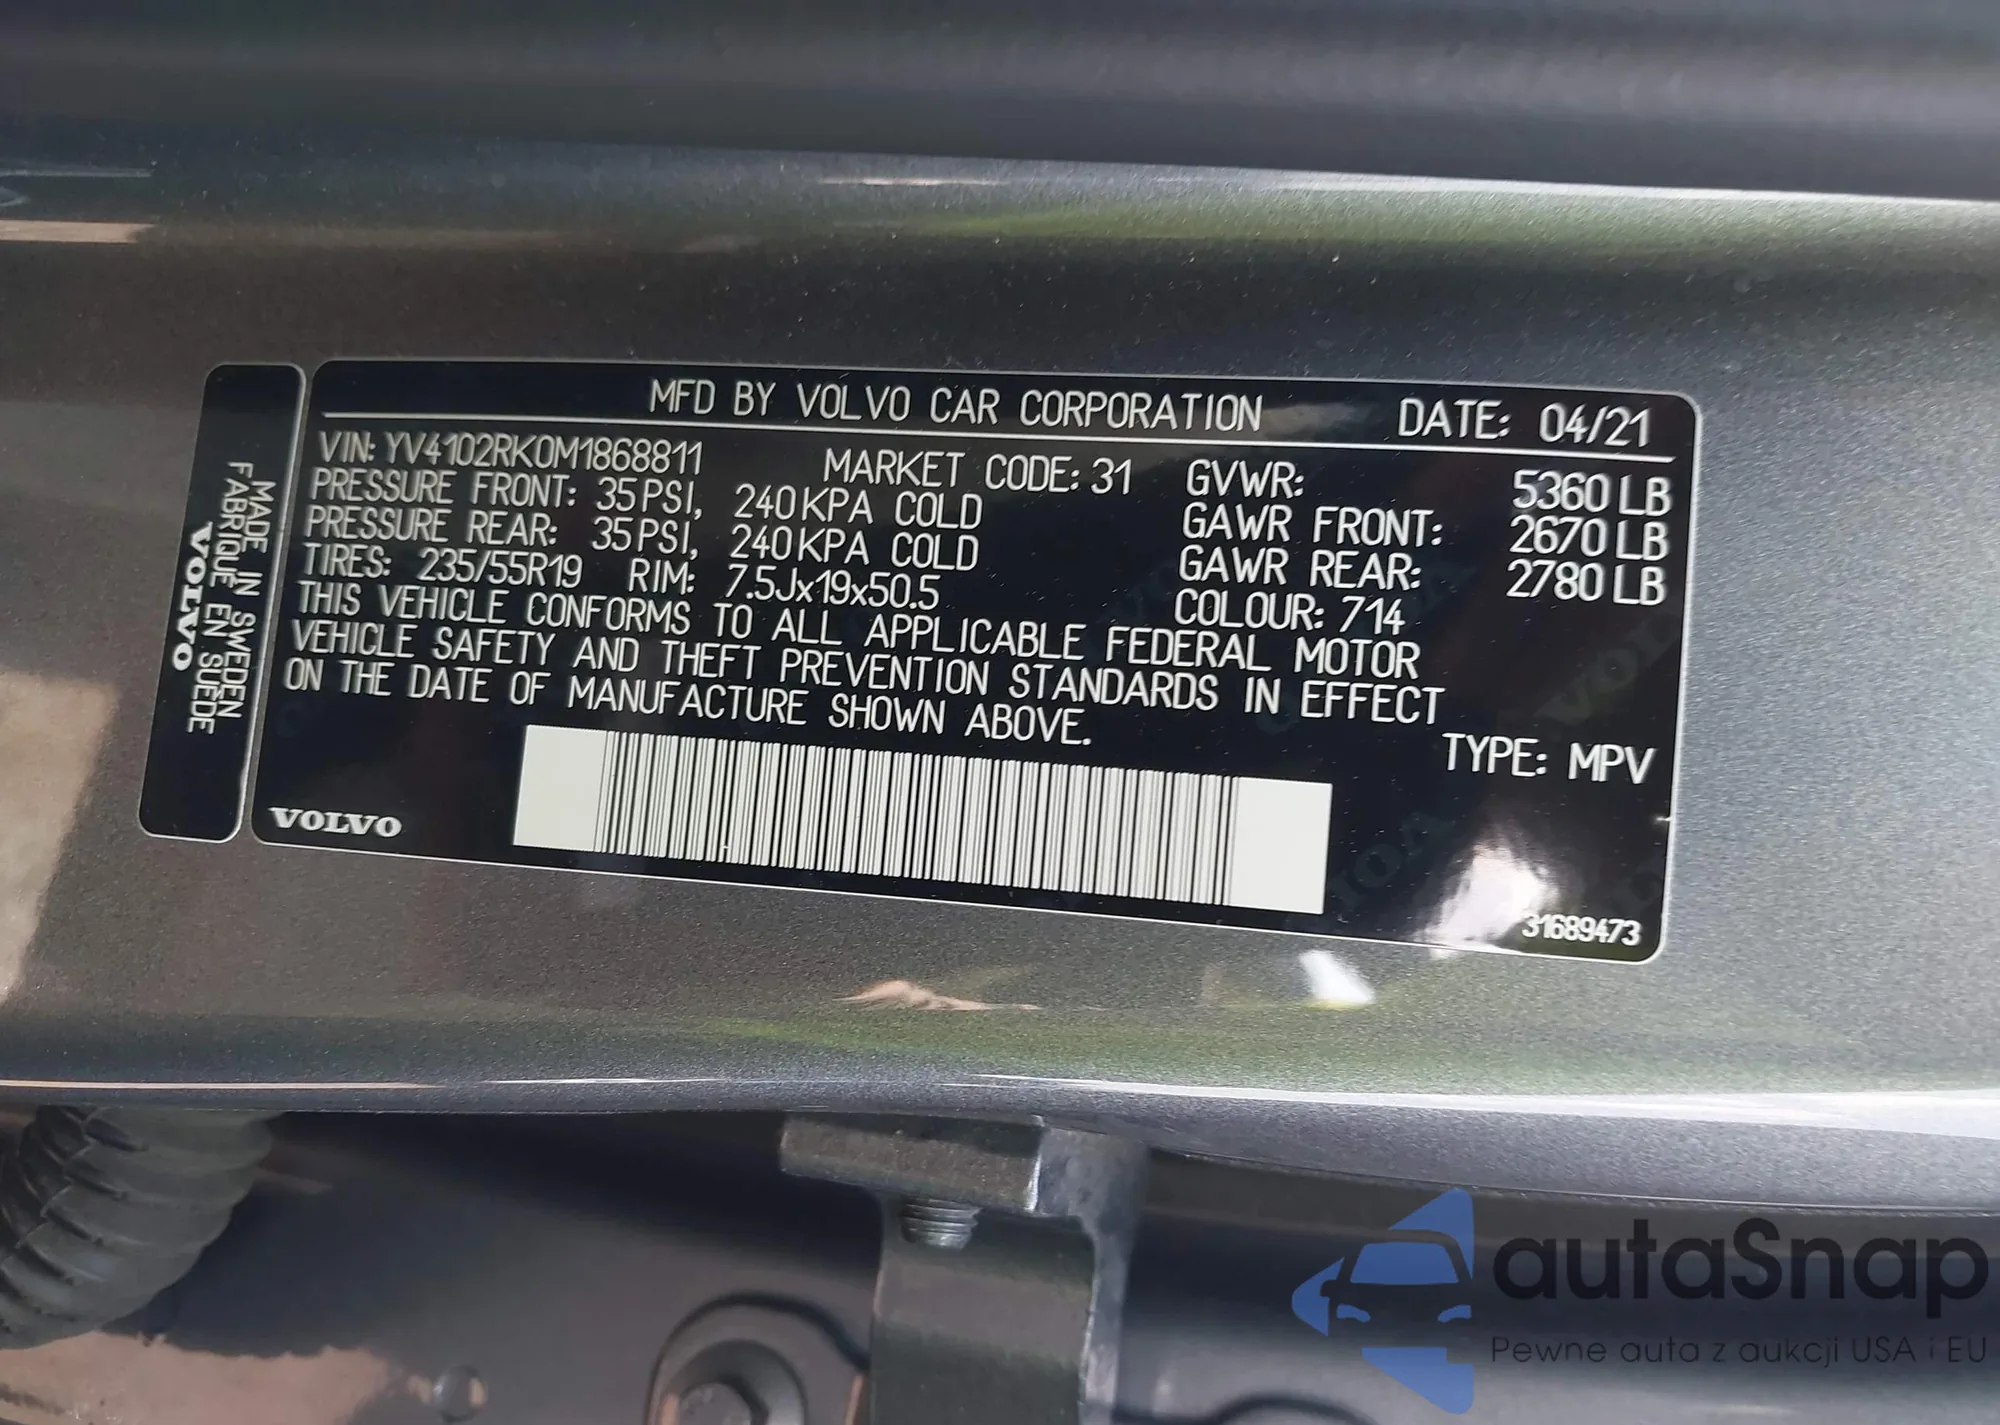 MFD BY VOLVO CAR CORPORATION DATE: 04/21
VIN: YV4102RK0M1868811 MARKET CODE: 31 GVWR: 5360 LB
PRESSURE FRONT: 35 PSI, 240 KPA COLD GAWR FRONT: 2670 LB
PRESSURE REAR: 35 PSI, 240 KPA COLD GAWR REAR: 2780 LB
TIRES: 235/55R19 RIM: 7.5Jx19x50.5 COLOUR: 714
THIS VEHICLE CONFORMS TO ALL APPLICABLE FEDERAL MOTOR
VEHICLE SAFETY AND THEFT PREVENTION STANDARDS IN EFFECT
ON THE DATE OF MANUFACTURE SHOWN ABOVE.
TYPE: MPV
VOLVO
31689473
MADE IN SWEDEN
FABRIQUÉ EN SUÈDE
VOLVO
autaSnap
Pewne auta z aukcji USA i EU